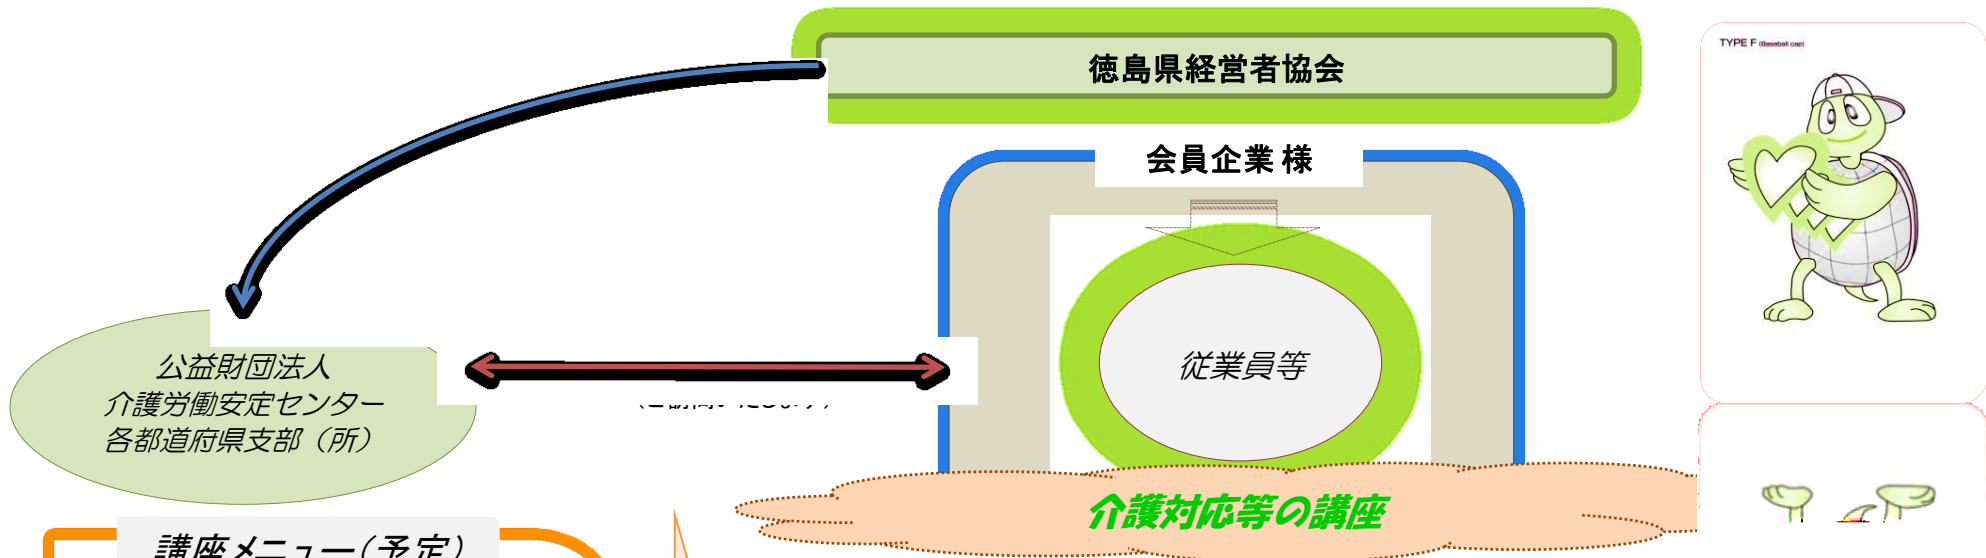 徳島県経営者協会
TYPE F (Baseball cap)
会員企業 様
従業員等
公益財団法人
介護労働安定センター
各都道府県支部（所）
介護対応等の講座
講座メニュー（予定）